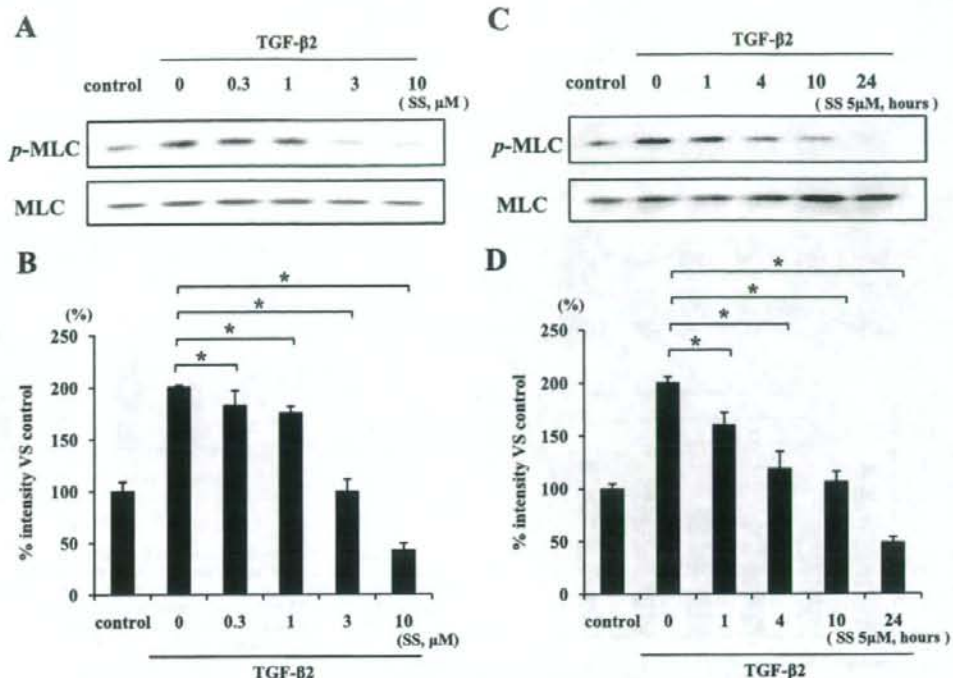 A
TGF-β2
control 0 0.3 1 3 10
( SS, μM )
p-MLC
MLC
B
* 
*
*
*
(%)
250
200
150
100
50
0
% intensity VS control
control 0 0.3 1 3 10
(SS, μM)
TGF-β2
C
TGF-β2
control 0 1 4 10 24
( SS 5μM, hours )
p-MLC
MLC
D
*
*
*
*
(%)
250
200
150
100
50
0
% intensity VS control
control 0 1 4 10 24
( SS 5μM, hours )
TGF-β2